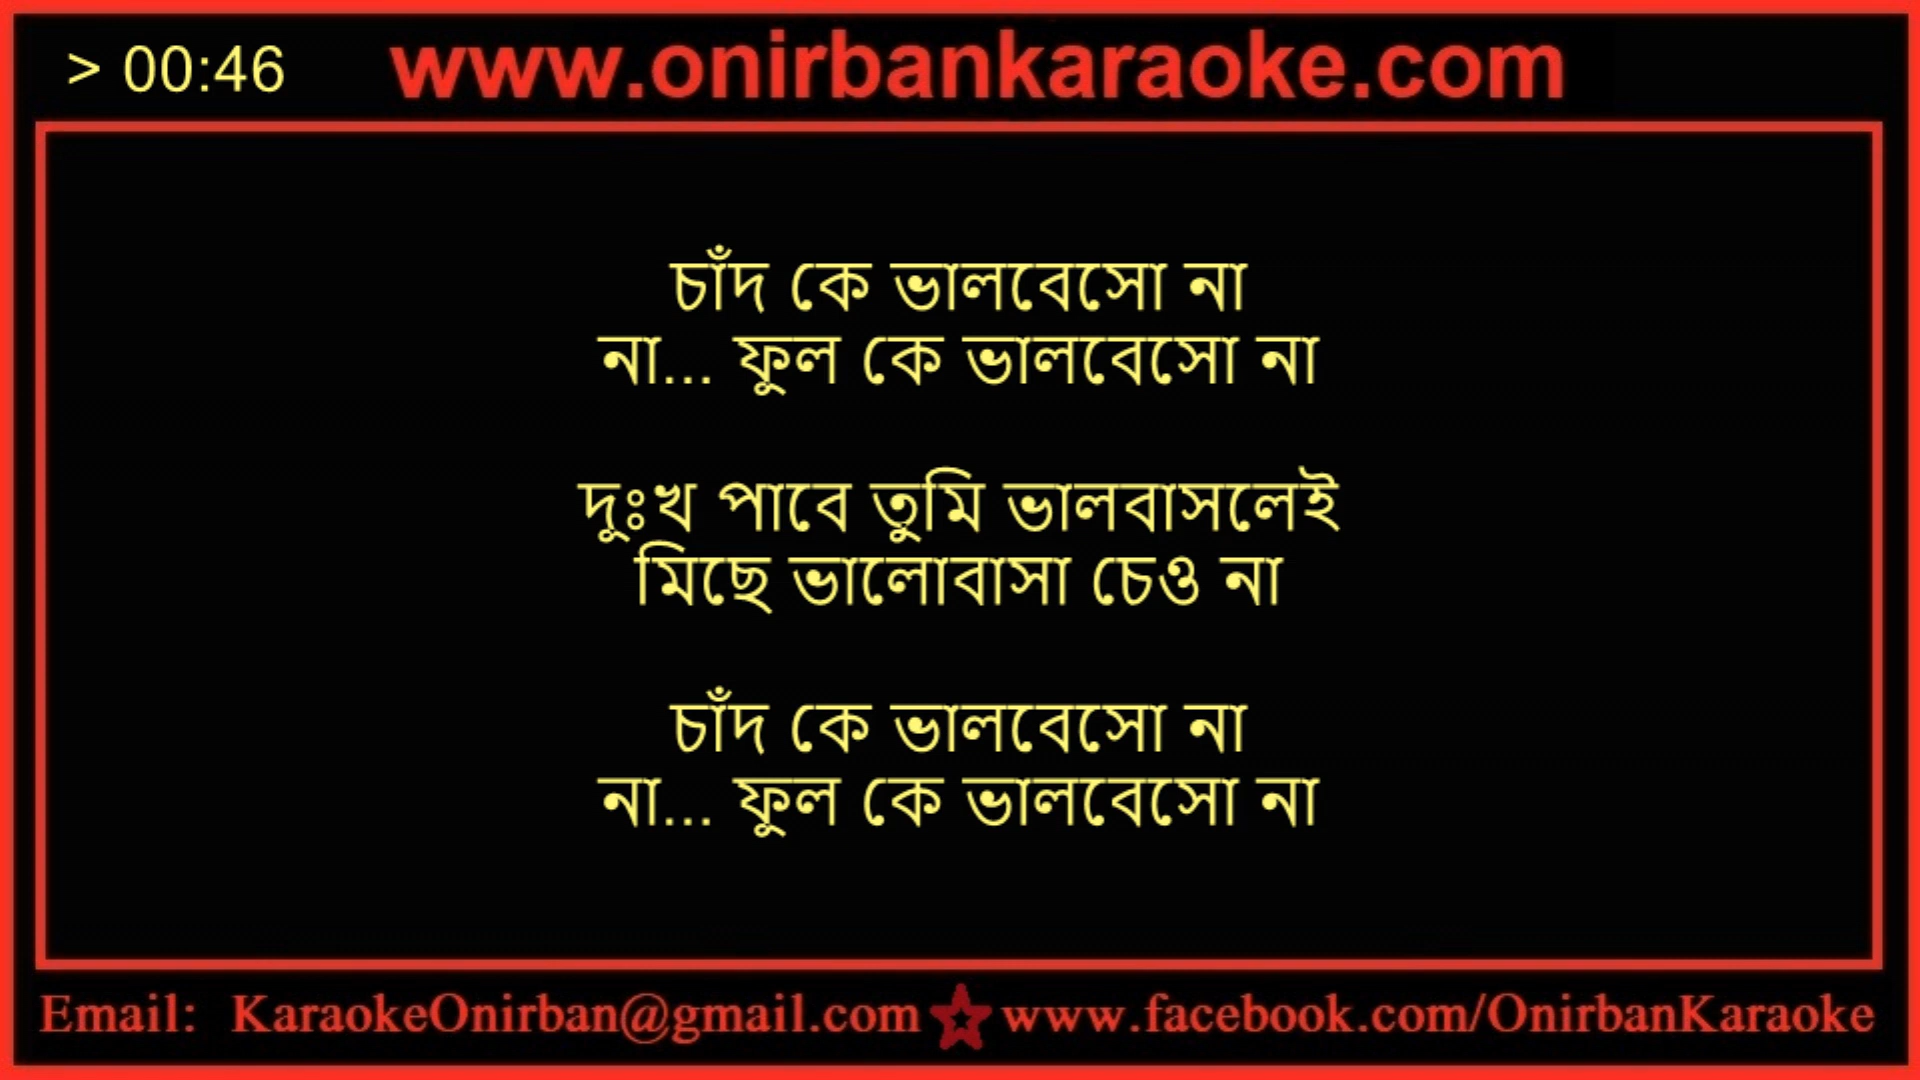 > 00:46 www.onirbankaraoke.com
চাঁদ কে ভালবেসো না
না... ফুল কে ভালবেসো না
দুঃখ পাবে তুমি ভালবাসলেই
মিছে ভালোবাসা চেও না
চাঁদ কে ভালবেসো না
না... ফুল কে ভালবেসো না
Email: KaraokeOnirban@gmail.com www.facebook.com/OnirbanKaraoke